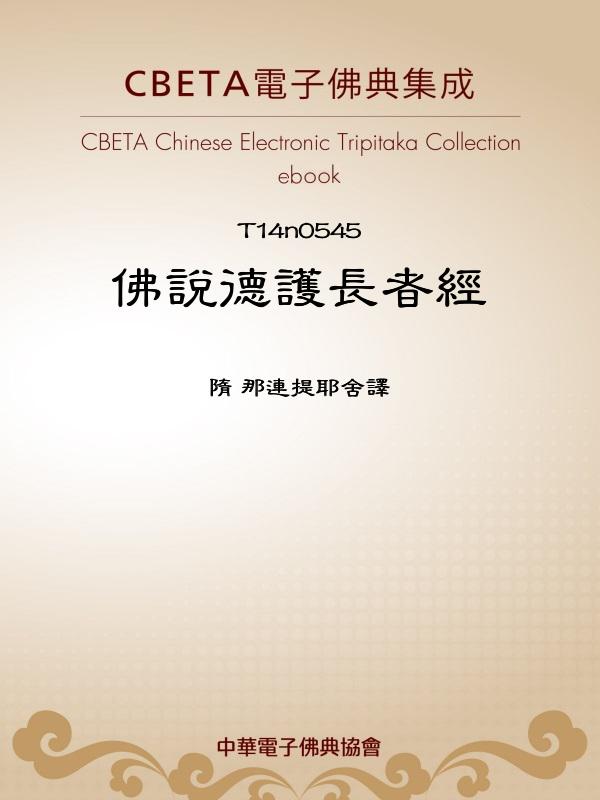 CBETA電子佛典集成
CBETA Chinese Electronic Tripitaka Collection
ebook
T14n0545
佛說德護長者經
隋 那連提耶舍譯
中華電子佛典協會